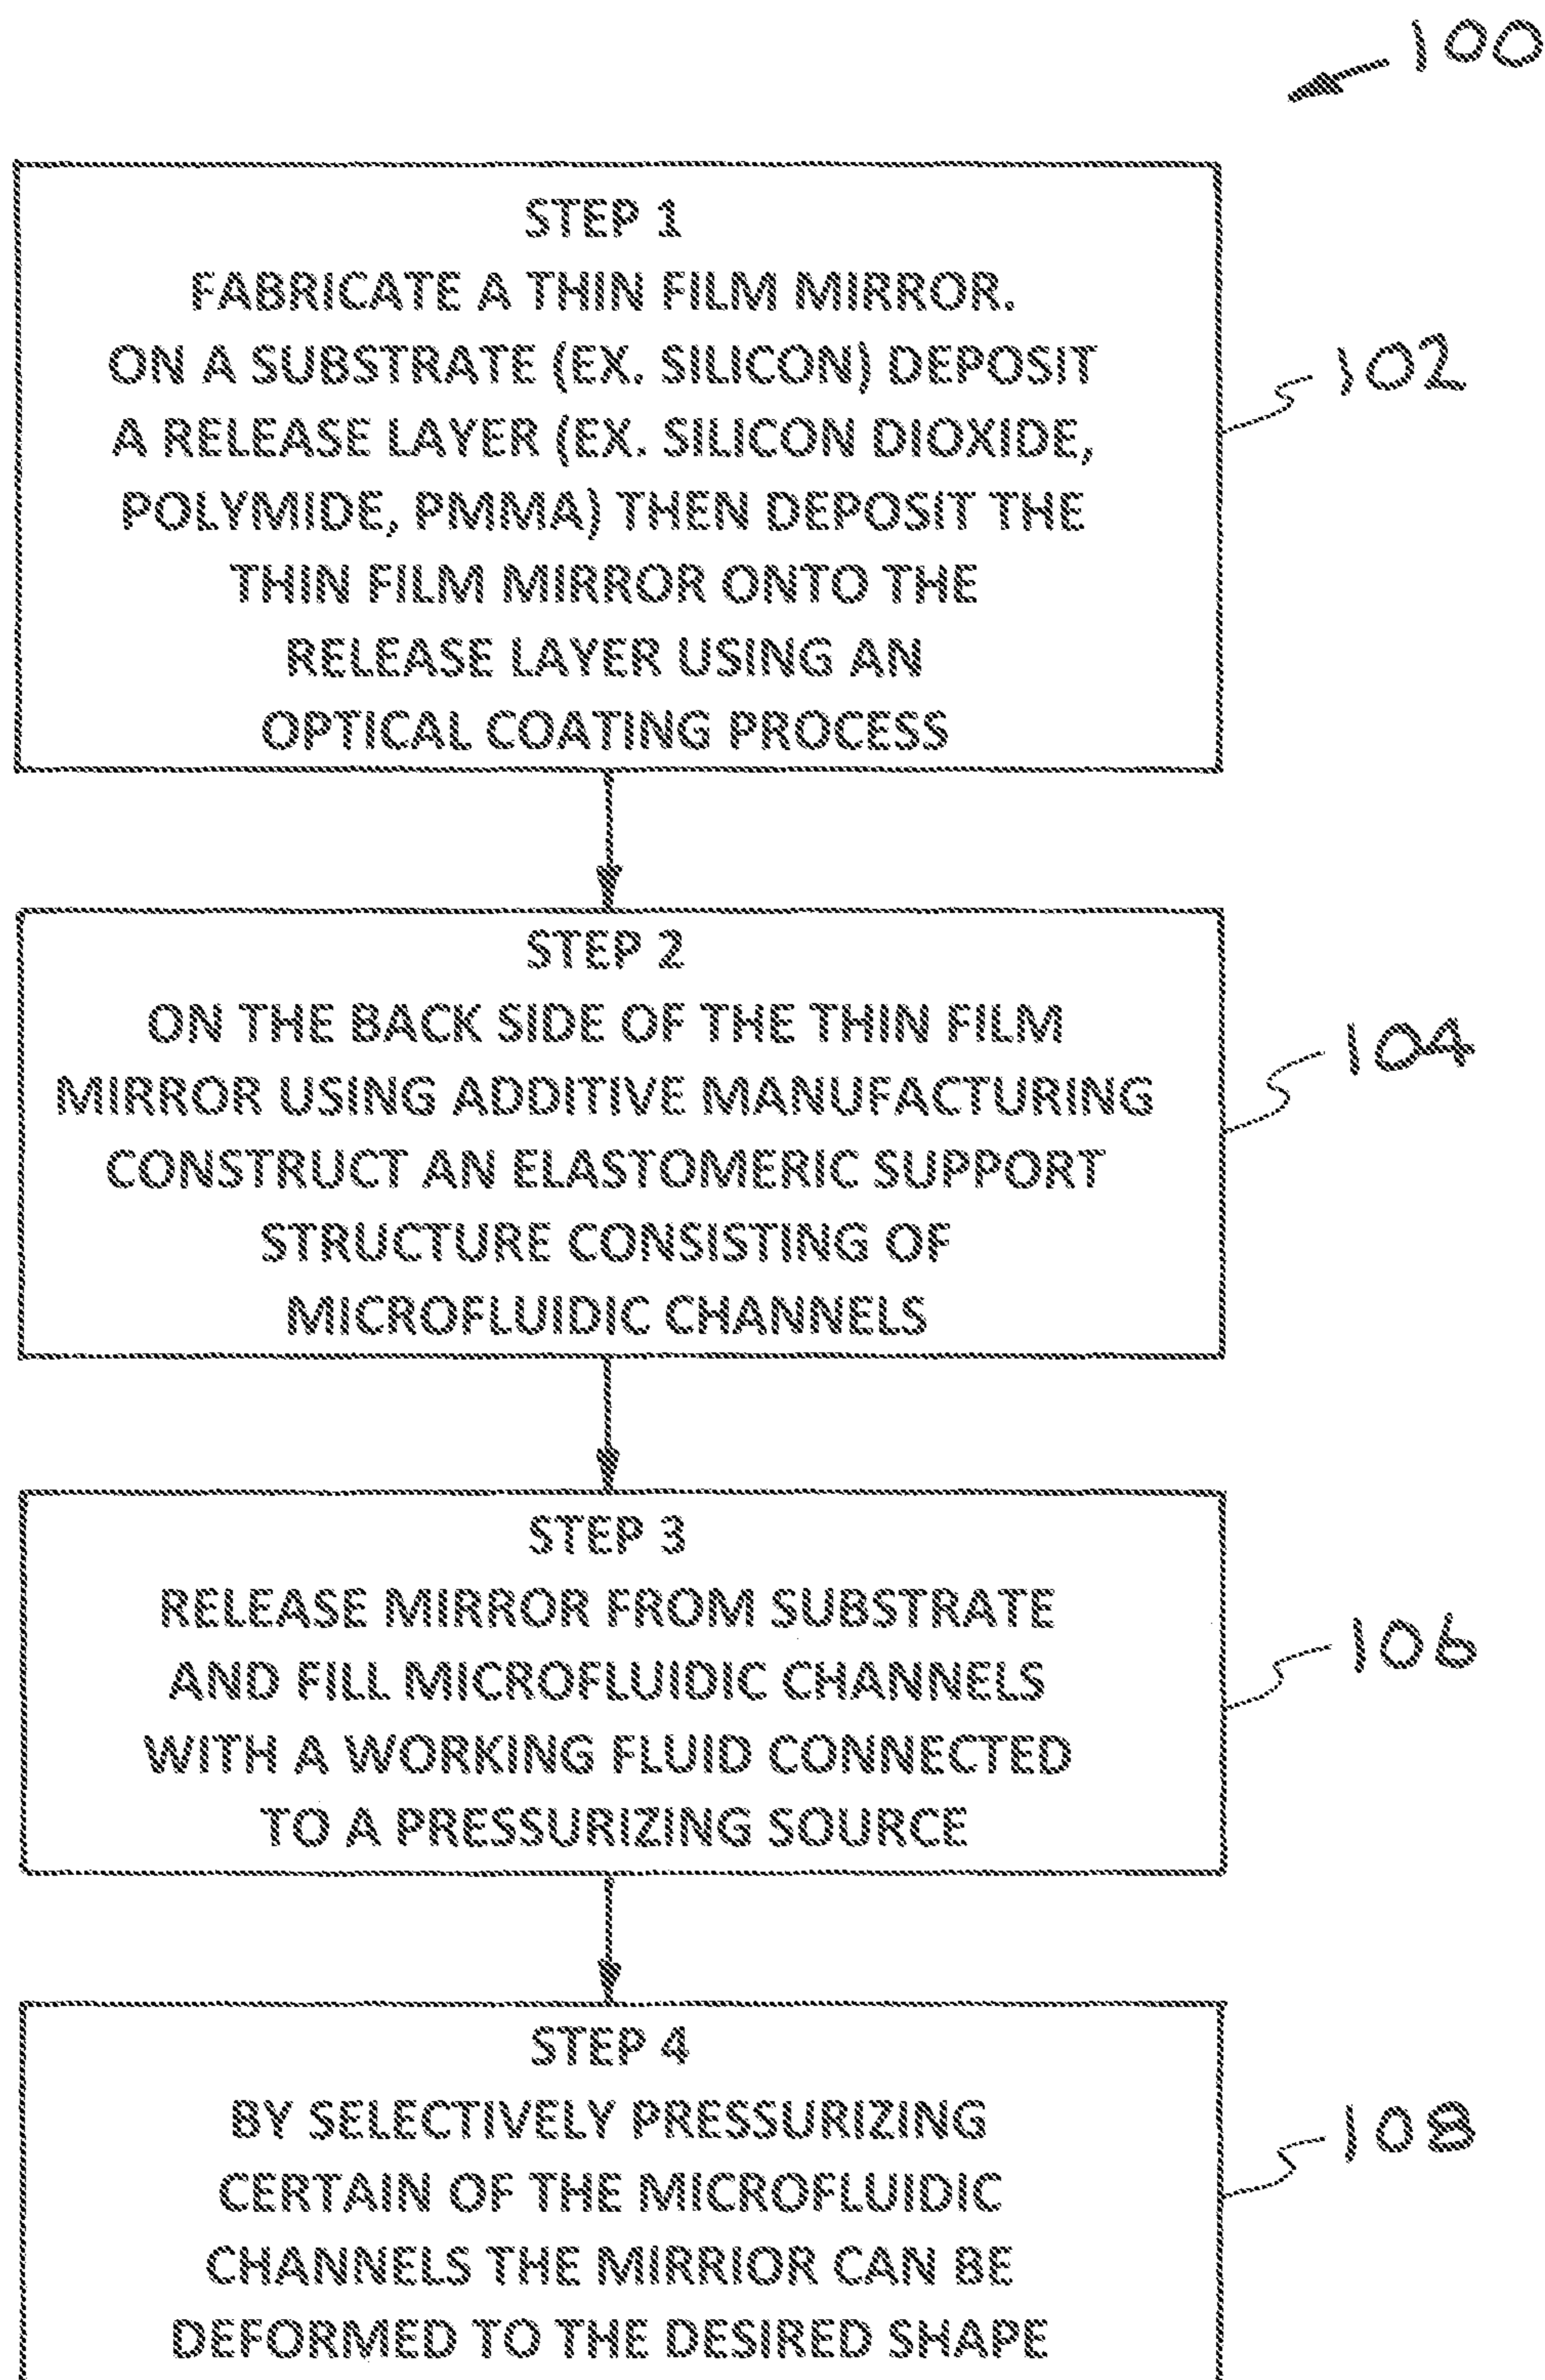 100
STEP 1
FABRICATE A THIN FILM MIRROR.
ON A SUBSTRATE (EX. SILICON) DEPOSIT
A RELEASE LAYER (EX. SILICON DIOXIDE,
POLYMIDE, PMMA) THEN DEPOSIT THE
THIN FILM MIRROR ONTO THE
RELEASE LAYER USING AN
OPTICAL COATING PROCESS
102
STEP 2
ON THE BACK SIDE OF THE THIN FILM
MIRROR USING ADDITIVE MANUFACTURING
CONSTRUCT AN ELASTOMERIC SUPPORT
STRUCTURE CONSISTING OF
MICROFLUIDIC CHANNELS
104
STEP 3
RELEASE MIRROR FROM SUBSTRATE
AND FILL MICROFLUIDIC CHANNELS
WITH A WORKING FLUID CONNECTED
TO A PRESSURIZING SOURCE
106
STEP 4
BY SELECTIVELY PRESSURIZING
CERTAIN OF THE MICROFLUIDIC
CHANNELS THE MIRRIOR CAN BE
DEFORMED TO THE DESIRED SHAPE
108